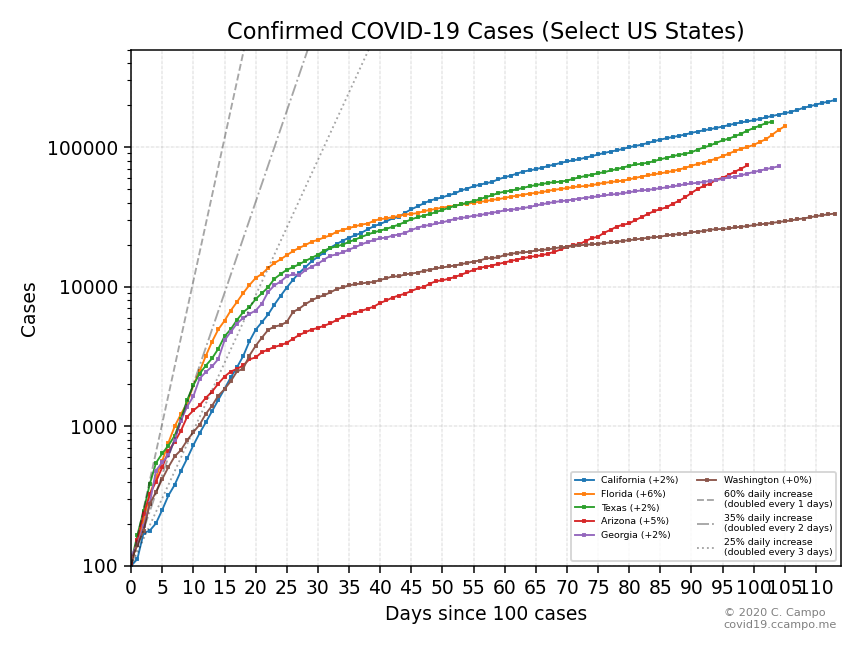 Confirmed COVID-19 Cases (Select US States)
100000
10000
1000
100
Cases
0 5 10 15 20 25 30 35 40 45 50 55 60 65 70 75 80 85 90 95 100 105 110
Days since 100 cases
California (+2%)
Florida (+6%)
Texas (+2%)
Arizona (+5%)
Georgia (+2%)
Washington (+0%)
60% daily increase
(doubled every 1 days)
35% daily increase
(doubled every 2 days)
25% daily increase
(doubled every 3 days)
© 2020 C. Campo
covid19.ccampo.me